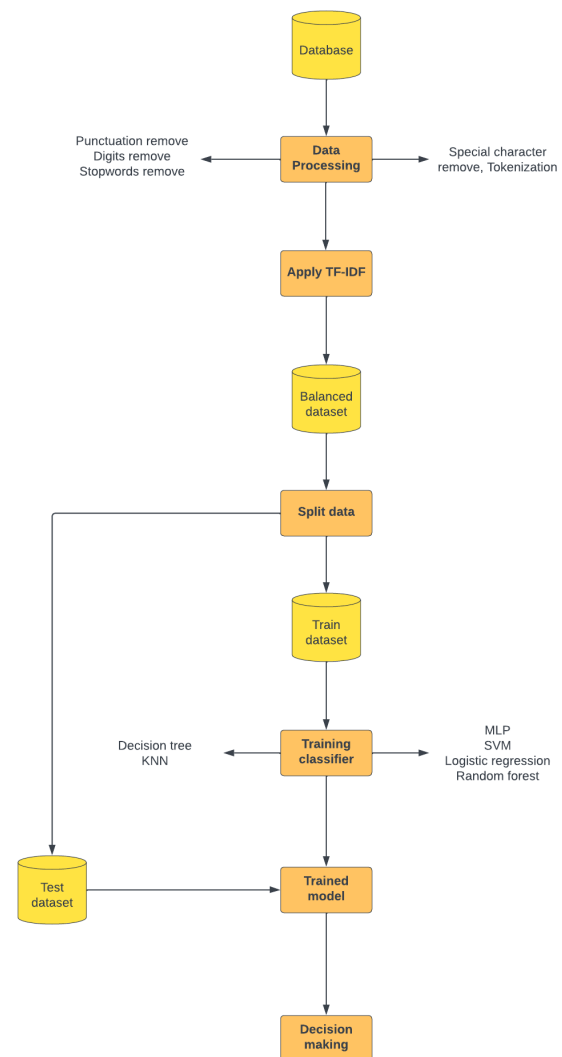 Database
Punctuation remove
Digits remove
Stopwords remove
Data
Processing
Special character
remove, Tokenization
Apply TF-IDF
Balanced
dataset
Split data
Train
dataset
Decision tree
KNN
Training
classifier
MLP
SVM
Logistic regression
Random forest
Test
dataset
Trained
model
Decision
making